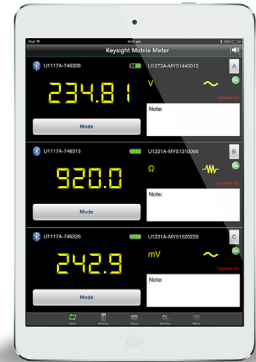 Keysight Mobile Meter
U1117A-746309
U1273A-MY51440013
A
234.81
V
Note:
Mode
U1117A-746313
U1231A-MY51310066
B
920.0
Ω
Note:
Mode
U1117A-746326
U1231A-MY51520220
C
242.9
mV
Note:
Mode